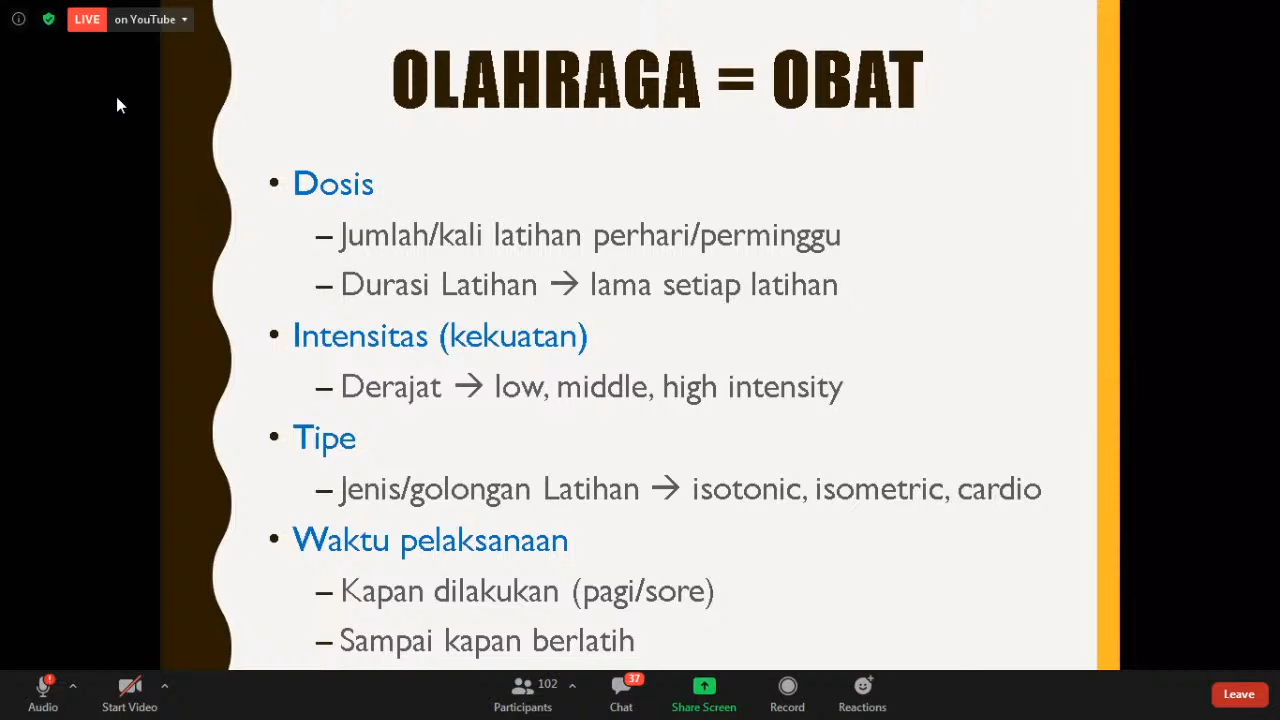 LIVE on YouTube
OLAHRAGA = OBAT
• Dosis
– Jumlah/kali latihan perhari/perminggu
– Durasi Latihan → lama setiap latihan
• Intensitas (kekuatan)
– Derajat → low, middle, high intensity
• Tipe
– Jenis/golongan Latihan → isotonic, isometric, cardio
• Waktu pelaksanaan
– Kapan dilakukan (pagi/sore)
– Sampai kapan berlatih
102 37
Audio Start Video Participants Chat Share Screen Record Reactions Leave